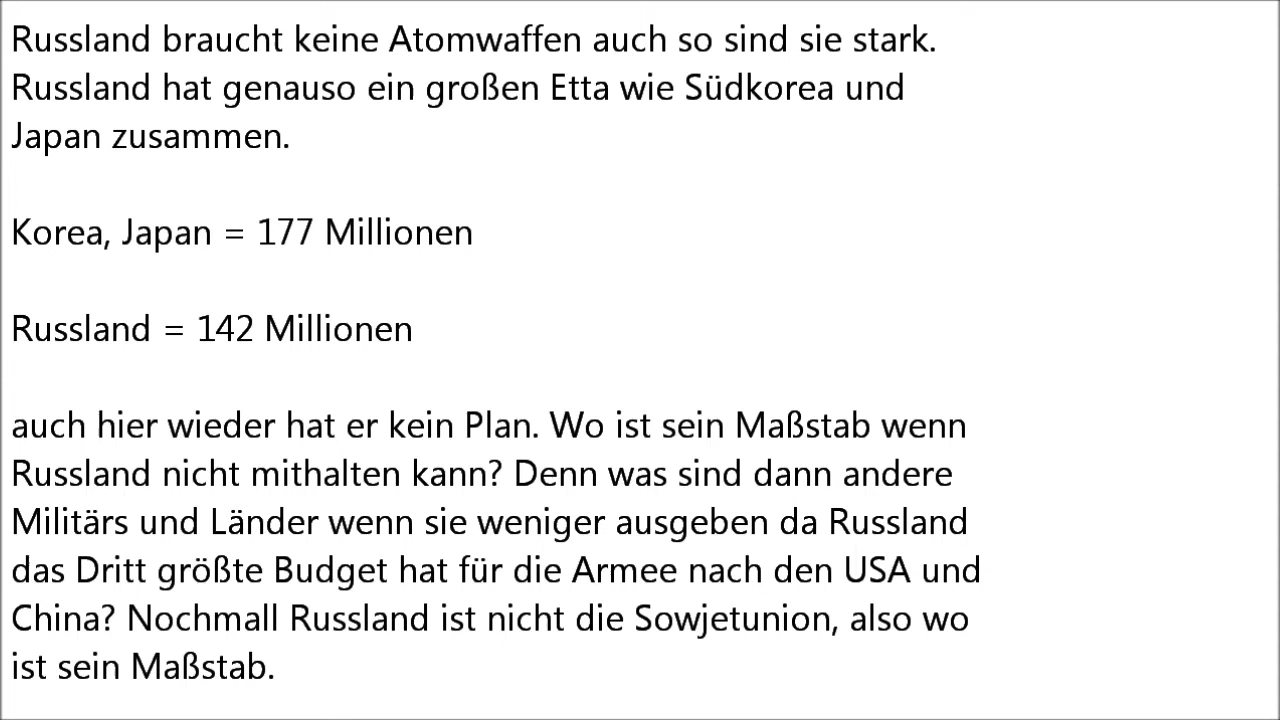 Russland braucht keine Atomwaffen auch so sind sie stark.
Russland hat genauso ein großen Etta wie Südkorea und
Japan zusammen.
Korea, Japan = 177 Millionen
Russland = 142 Millionen
auch hier wieder hat er kein Plan. Wo ist sein Maßstab wenn
Russland nicht mithalten kann? Denn was sind dann andere
Militärs und Länder wenn sie weniger ausgeben da Russland
das Dritt größte Budget hat für die Armee nach den USA und
China? Nochmall Russland ist nicht die Sowjetunion, also wo
ist sein Maßstab.